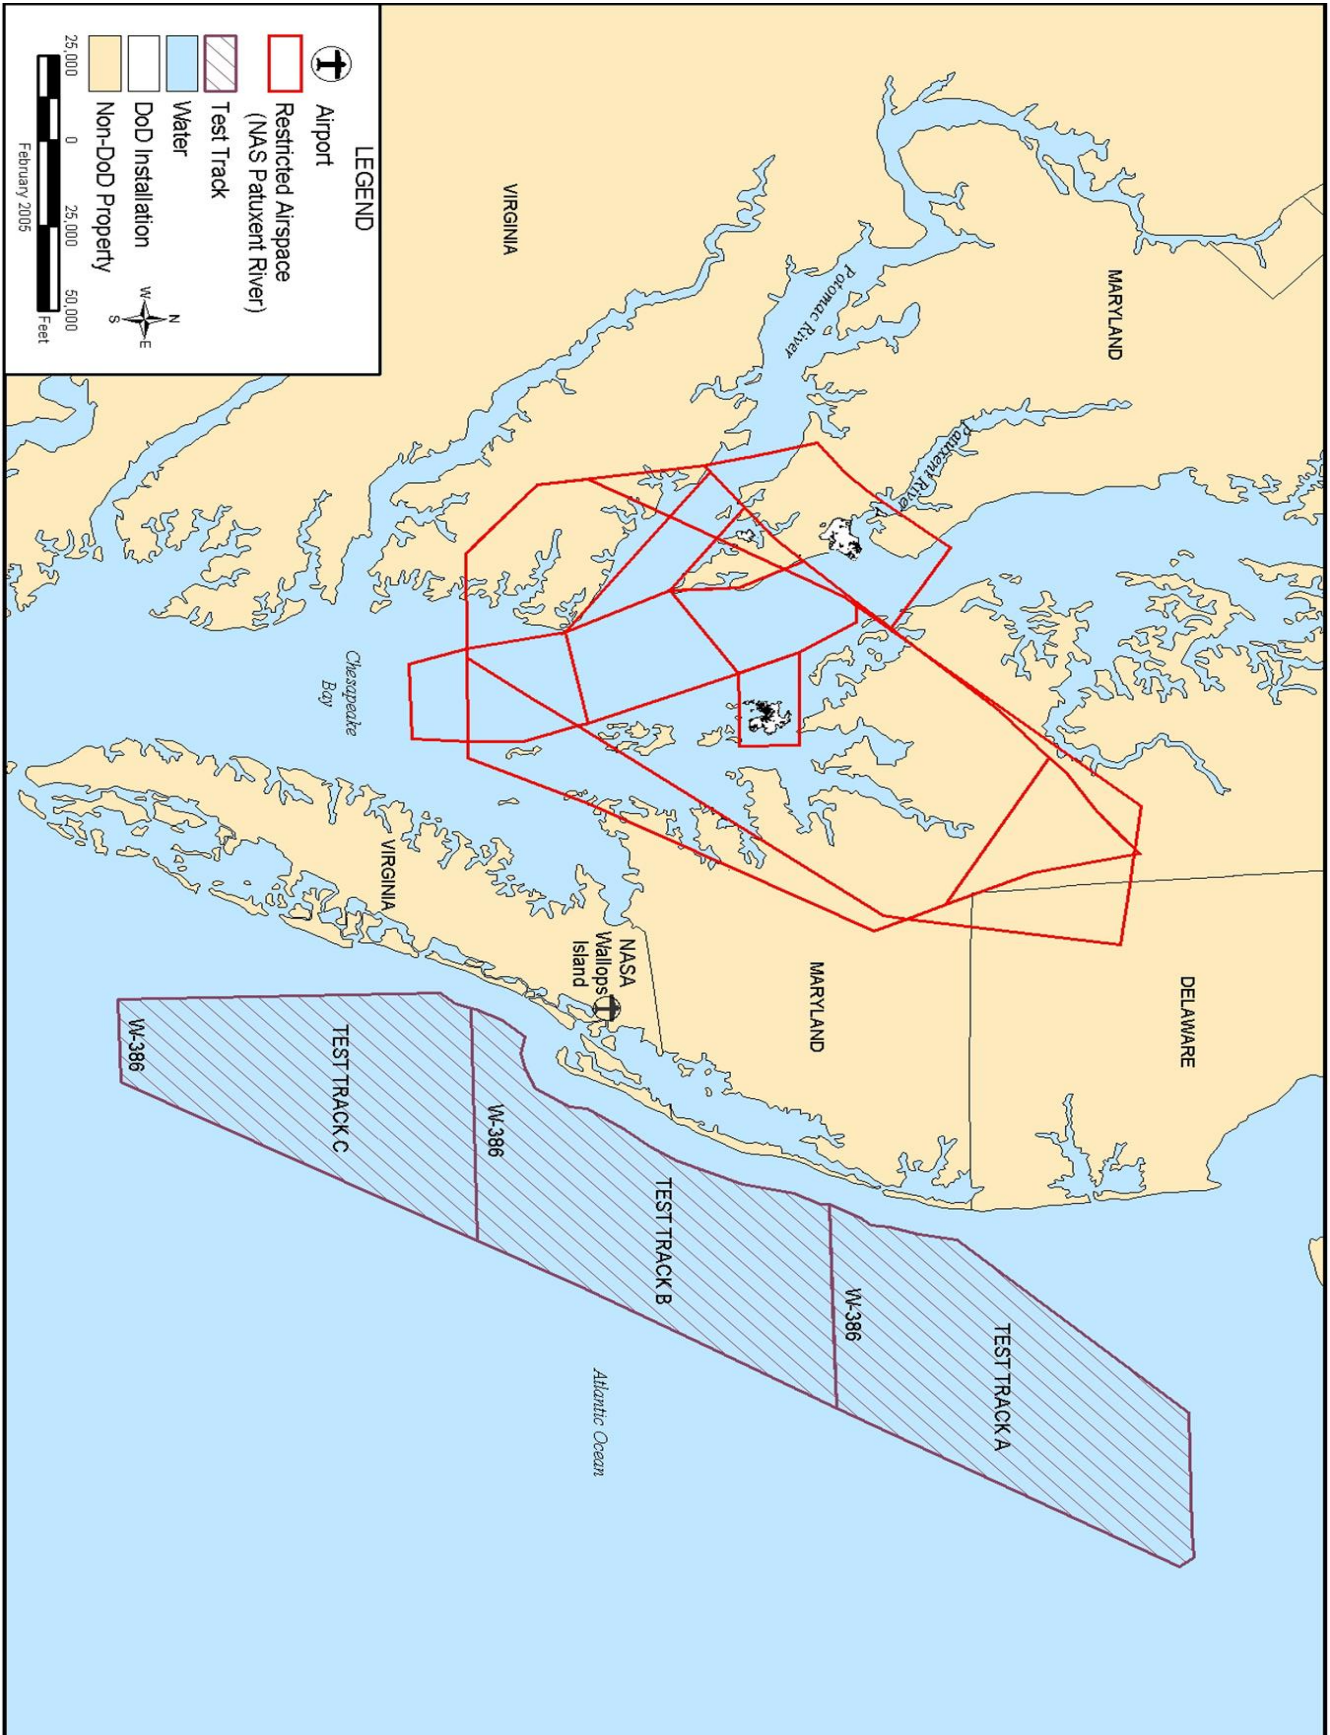 LEGEND
Airport
Restricted Airspace
(NAS Patuxent River)
Test Track
Water
DoD Installation
Non-DoD Property
N
W
E
S
25,000 0 25,000 50,000
Feet
February 2005
VIRGINIA
MARYLAND
Potomac River
Patuxent River
Chesapeake
Bay
VIRGINIA
DELAWARE
MARYLAND
NASA
Wallops
Island
TEST TRACK A
W-386
TEST TRACK B
W-386
TEST TRACK C
W-386
Atlantic Ocean